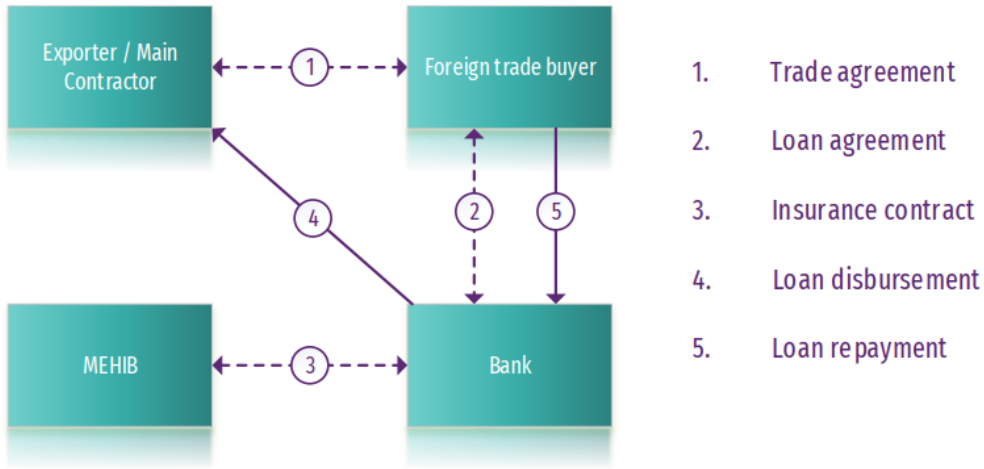 Exporter / Main
Contractor
1
Foreign trade buyer
2
5
4
MEHIB
3
Bank
1. Trade agreement
2. Loan agreement
3. Insurance contract
4. Loan disbursement
5. Loan repayment